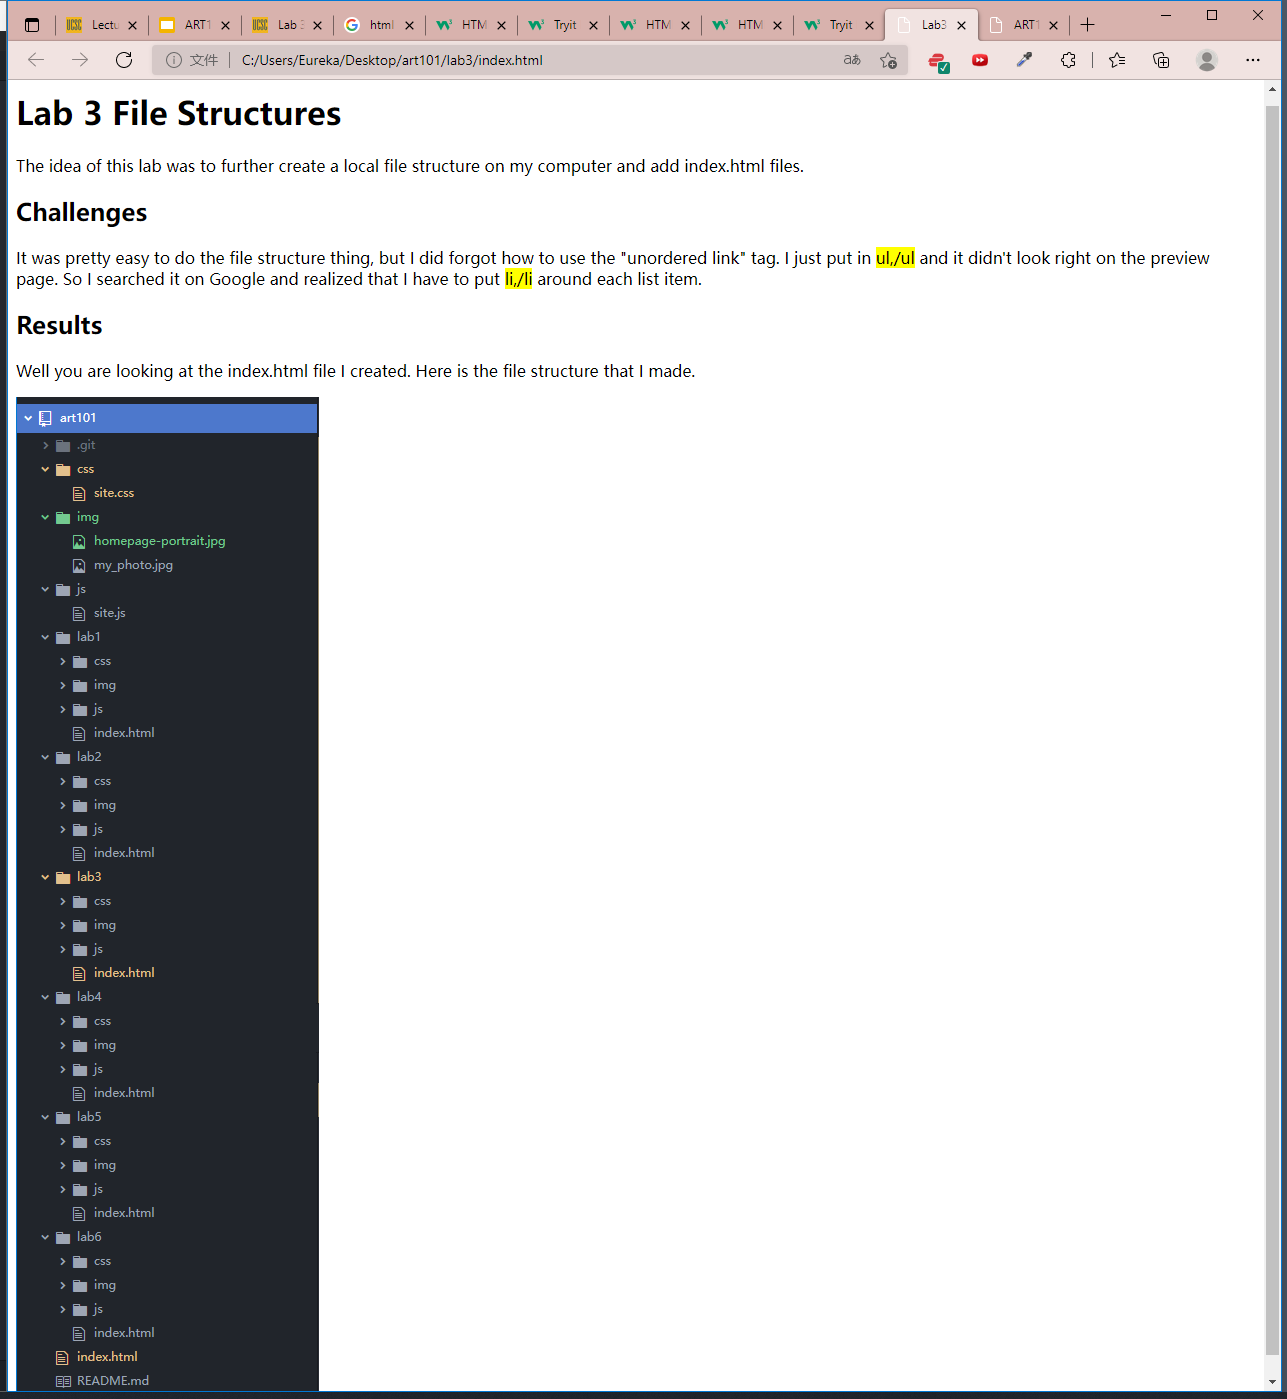 Lectu
ART1
Lab 3
html
HTM
Tryit
HTM
HTM
Tryit
Lab3
ART1
文件
C:/Users/Eureka/Desktop/art101/lab3/index.html
aあ
Lab 3 File Structures
The idea of this lab was to further create a local file structure on my computer and add index.html files.
Challenges
It was pretty easy to do the file structure thing, but I did forgot how to use the "unordered link" tag. I just put in ul,/ul and it didn't look right on the preview
page. So I searched it on Google and realized that I have to put li,/li around each list item.
Results
Well you are looking at the index.html file I created. Here is the file structure that I made.
art101
.git
css
site.css
img
homepage-portrait.jpg
my_photo.jpg
js
site.js
lab1
css
img
js
index.html
lab2
css
img
js
index.html
lab3
css
img
js
index.html
lab4
css
img
js
index.html
lab5
css
img
js
index.html
lab6
css
img
js
index.html
index.html
README.md